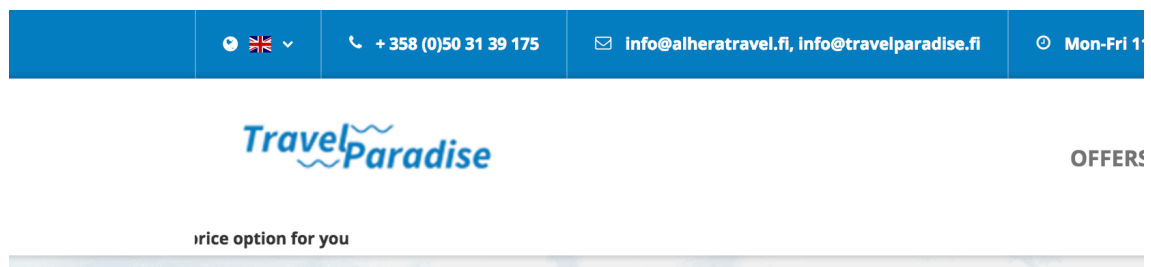 + 358 (0)50 31 39 175
info@alheratravel.fi, info@travelparadise.fi
Mon-Fri
Travel
Paradise
OFFERS
price option for you